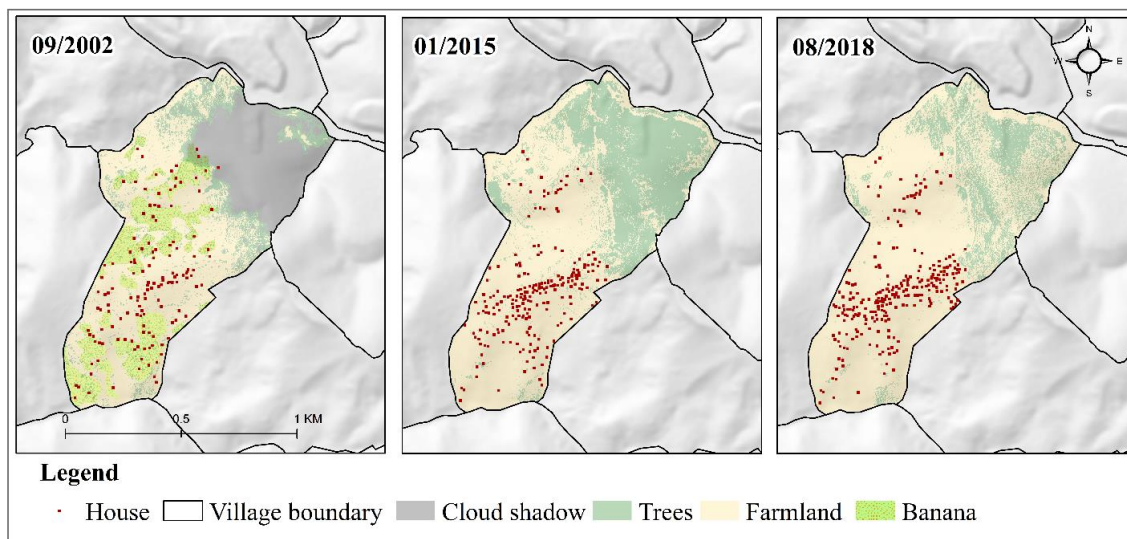 09/2002
01/2015
08/2018
N
W E
S
0 0.5 1 KM
Legend
House Village boundary Cloud shadow Trees Farmland Banana